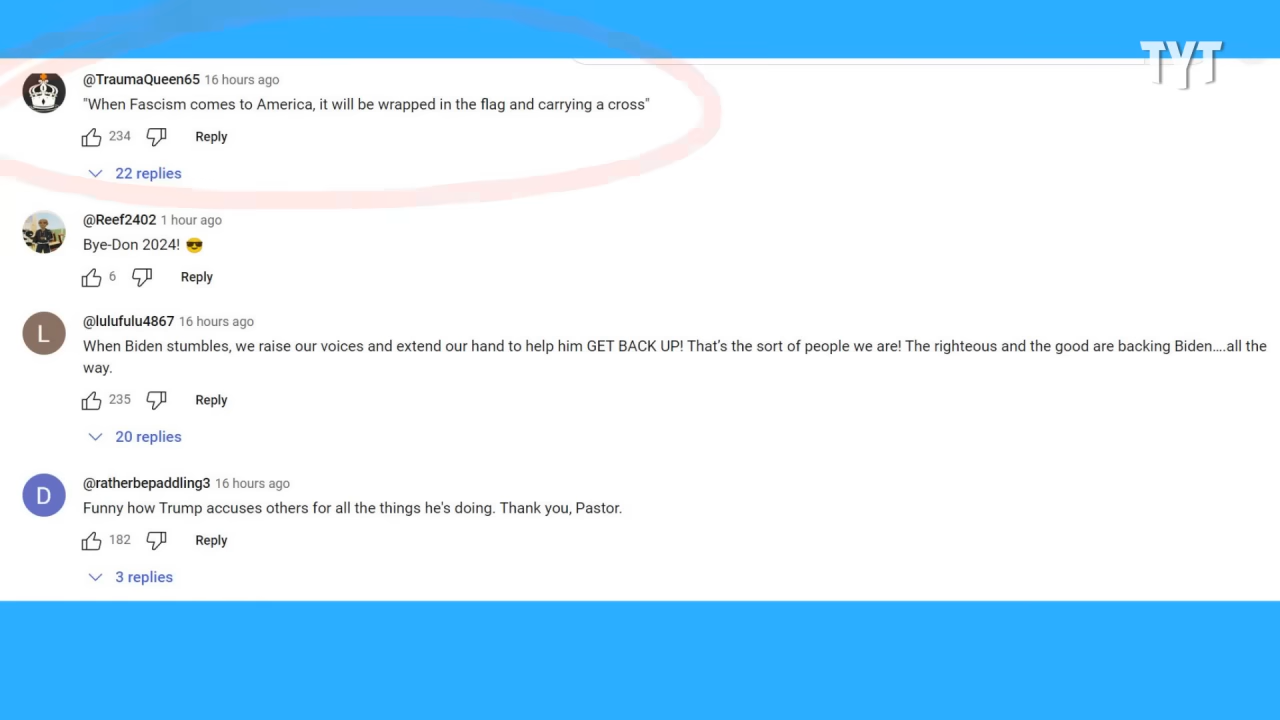 TYT
@TraumaQueen65 16 hours ago
"When Fascism comes to America, it will be wrapped in the flag and carrying a cross"
234 Reply
22 replies
@Reef2402 1 hour ago
Bye-Don 2024! 😎
6 Reply
L
@lulufulu4867 16 hours ago
When Biden stumbles, we raise our voices and extend our hand to help him GET BACK UP! That's the sort of people we are! The righteous and the good are backing Biden....all the
way.
235 Reply
20 replies
D
@ratherbepaddling3 16 hours ago
Funny how Trump accuses others for all the things he's doing. Thank you, Pastor.
182 Reply
3 replies